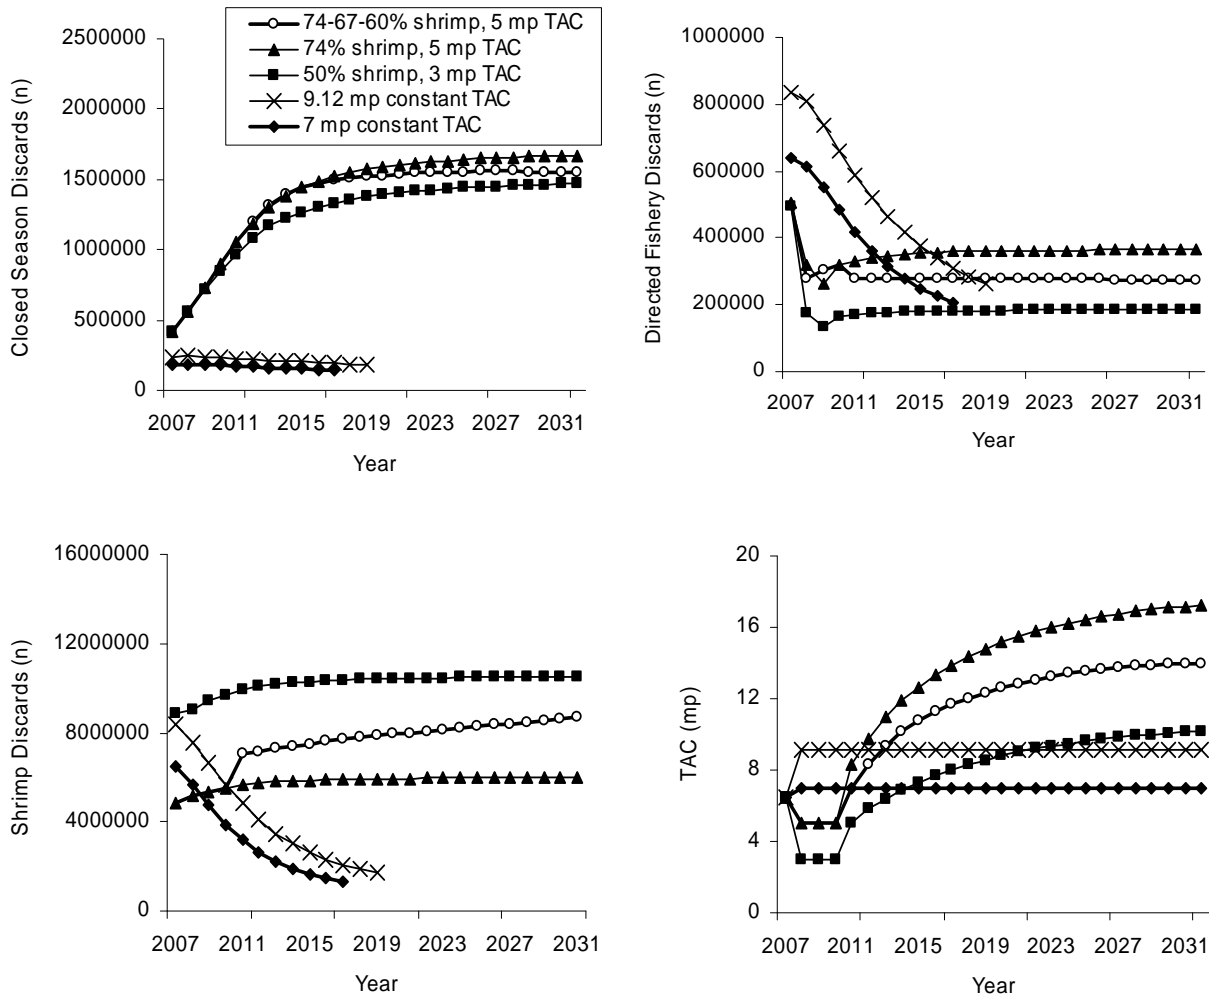 74-67-60% shrimp, 5 mp TAC
74% shrimp, 5 mp TAC
50% shrimp, 3 mp TAC
9.12 mp constant TAC
7 mp constant TAC
Closed Season Discards (n)
2500000
2000000
1500000
1000000
500000
0
2007 2011 2015 2019 2023 2027 2031
Year
Directed Fishery Discards (n)
1000000
800000
600000
400000
200000
0
2007 2011 2015 2019 2023 2027 2031
Year
Shrimp Discards (n)
16000000
12000000
8000000
4000000
0
2007 2011 2015 2019 2023 2027 2031
Year
TAC (mp)
20
16
12
8
4
0
2007 2011 2015 2019 2023 2027 2031
Year